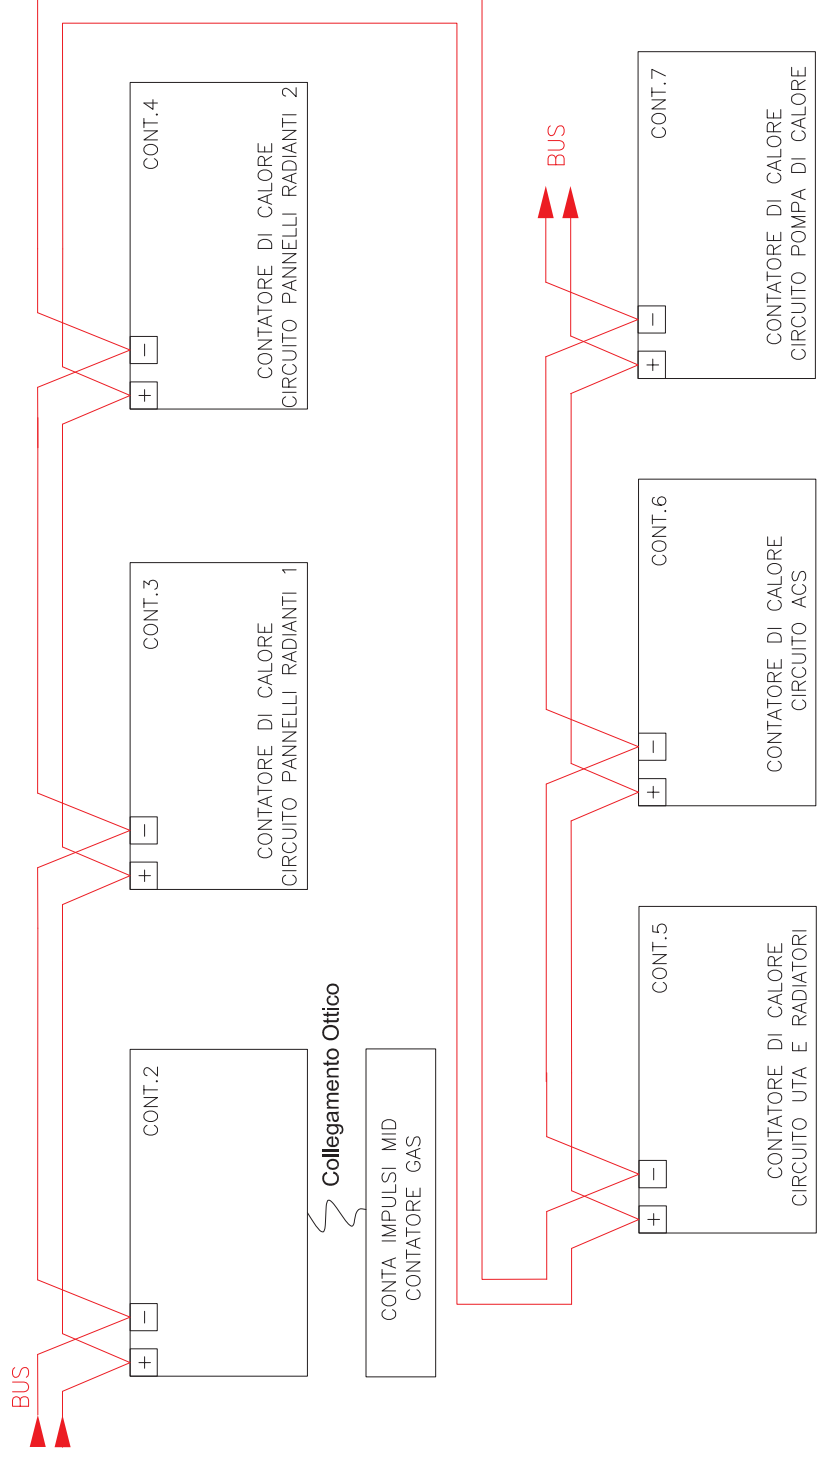 BUS
CONT.2
+
-
Collegamento Ottico
CONTA IMPULSI MID
CONTATORE GAS
CONT.3
CONTATORE DI CALORE
CIRCUITO PANNELLI RADIANTI 1
+
-
CONT.4
CONTATORE DI CALORE
CIRCUITO PANNELLI RADIANTI 2
+
-
CONT.5
CONTATORE DI CALORE
CIRCUITO UTA E RADIATORI
+
-
CONT.6
CONTATORE DI CALORE
CIRCUITO ACS
+
-
CONT.7
CONTATORE DI CALORE
CIRCUITO POMPA DI CALORE
+
-
BUS